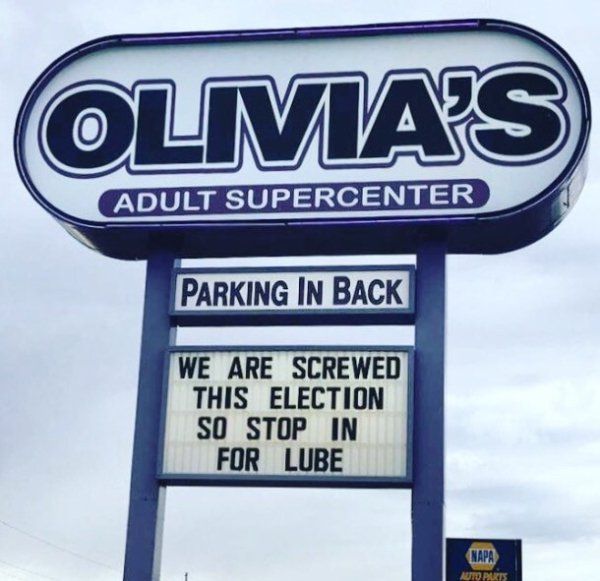 OLIVIA'S
ADULT SUPERCENTER
PARKING IN BACK
WE ARE SCREWED
THIS ELECTION
SO STOP IN
FOR LUBE
NAPA
AUTO PARTS